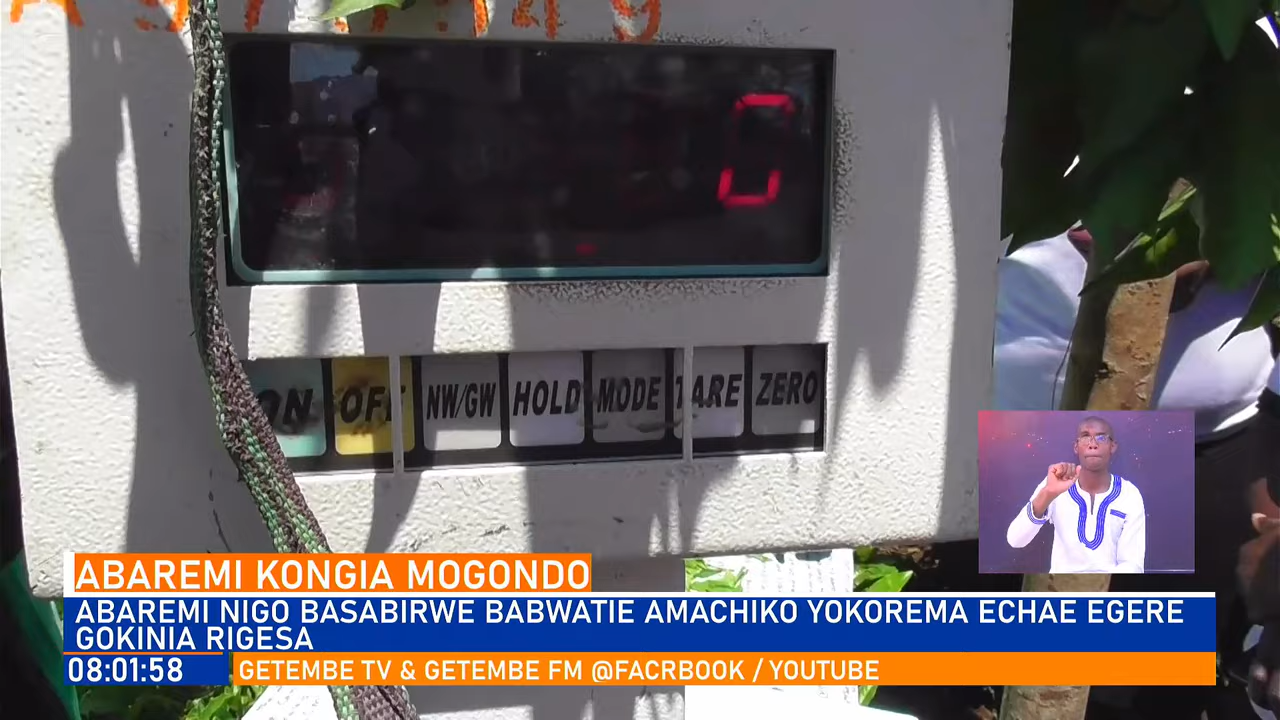 ON OFF NW/GW HOLD MODE TARE ZERO
ABAREMI KONGIA MOGONDO
ABAREMI NIGO BASABIRWE BABWATIE AMACHIKO YOKOREMA ECHAE EGERE
GOKINIA RIGESA
08:01:58 GETEMBE TV & GETEMBE FM @FACRBOOK / YOUTUBE